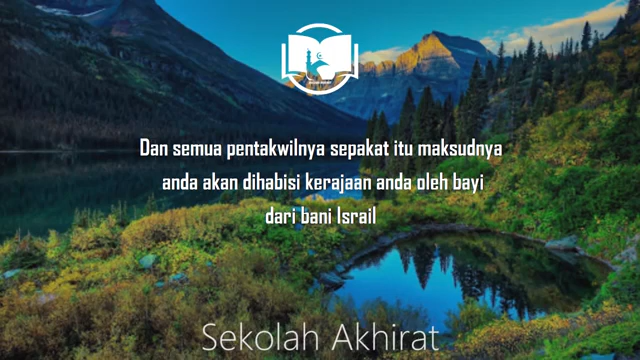 Dan semua pentakwilnya sepakat itu maksudnya
anda akan dihabisi kerajaan anda oleh bayi
dari bani Israil
Sekolah Akhirat